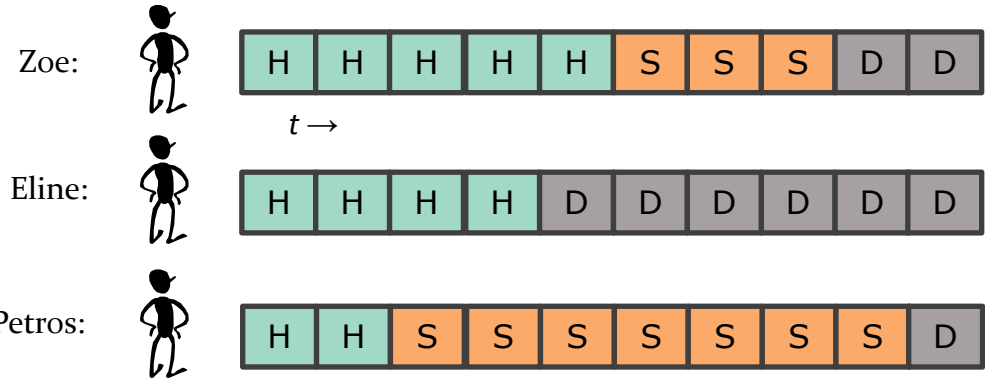 Zoe: H H H H H S S S D D
t →
Eline: H H H H D D D D D D
Petros: H H S S S S S S S D